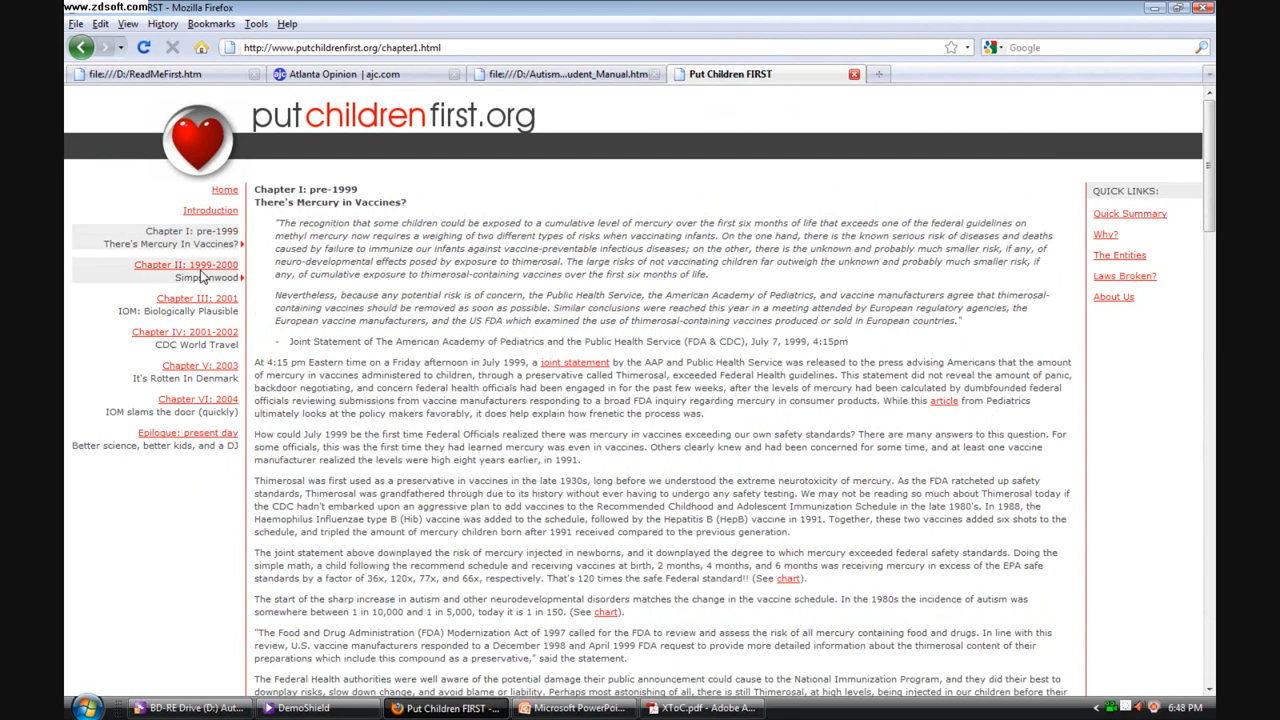 www.zdsoft.com RST - Mozilla Firefox
File Edit View History Bookmarks Tools Help
http://www.putchildrenfirst.org/chapter1.html
Google
file:///D:/ReadMeFirst.htm
Atlanta Opinion | ajc.com
file:///D:/Autism...udent_Manual.htm
Put Children FIRST
putchildrenfirst.org
Home
Introduction
Chapter I: pre-1999
There's Mercury In Vaccines?
Chapter II: 1999-2000
Simpsonwood
Chapter III: 2001
IOM: Biologically Plausible
Chapter IV: 2001-2002
CDC World Travel
Chapter V: 2003
It's Rotten In Denmark
Chapter VI: 2004
IOM slams the door (quickly)
Epilogue: present day
Better science, better kids, and a DJ
Chapter I: pre-1999
There's Mercury in Vaccines?
"The recognition that some children could be exposed to a cumulative level of mercury over the first six months of life that exceeds one of the federal guidelines on
methyl mercury now requires a weighing of two different types of risks when vaccinating infants. On the one hand, there is the known serious risk of diseases and deaths
caused by failure to immunize our infants against vaccine-preventable infectious diseases; on the other, there is the unknown and probably much smaller risk, if any, of
neuro-developmental effects posed by exposure to thimerosal. The large risks of not vaccinating children far outweigh the unknown and probably much smaller risk, if
any, of cumulative exposure to thimerosal-containing vaccines over first six months of life.
Nevertheless, because any potential risk is of concern, the Public Health Service, the American Academy of Pediatrics, and vaccine manufacturers agree that thimerosal-
containing vaccines should be removed as soon as possible. Similar conclusions were reached this year in a meeting attended by European regulatory agencies, the
European vaccine manufacturers, and the US FDA which examined the use of thimerosal-containing vaccines produced or sold in European countries."
- Joint Statement of The American Academy of Pediatrics and the Public Health Service (FDA & CDC), July 7, 1999, 4:15pm
At 4:15 pm Eastern time on a Friday afternoon in July 1999, a joint statement by the AAP and Public Health Service was released to the press advising Americans that the amount
of mercury in vaccines administered to children, through a preservative called Thimerosal, exceeded Federal Health guidelines. This statement did not reveal the amount of panic,
backdoor negotiating, and concern federal health officials had been engaged in for the past few weeks, after the levels of mercury had been calculated by dumbfounded federal
officials reviewing submissions from vaccine manufacturers responding to a broad FDA inquiry regarding mercury in consumer products. While this article from Pediatrics
ultimately looks at the policy makers favorably, it does help explain how frenetic the process was.
How could July 1999 be the first time Federal Officials realized there was mercury in vaccines exceeding our own safety standards? There are many answers to this question. For
some officials, this was the first time they had learned mercury was even in vaccines. Others clearly knew and had been concerned for some time, and at least one vaccine
manufacturer realized the levels were high eight years earlier, in 1991.
Thimerosal was first used as a preservative in vaccines in the late 1930s, long before we understood the extreme neurotoxicity of mercury. As the FDA ratcheted up safety
standards, Thimerosal was grandfathered through due to its history without ever having to undergo any safety testing. We may not be reading so much about Thimerosal today if
the CDC hadn't embarked upon an aggressive plan to add vaccines to the Recommended Childhood and Adolescent Immunization Schedule in the late 1980's. In 1988, the
Haemophilus Influenzae type B (Hib) vaccine was added to the schedule, followed by the Hepatitis B (HepB) vaccine in 1991. Together, these two vaccines added six shots to the
schedule, and tripled the amount of mercury children born after 1991 received compared to the previous generation.
The joint statement above downplayed the risk of mercury injected in newborns, and it downplayed the degree to which mercury exceeded federal safety standards. Doing the
simple math, a child following the recommend schedule and receiving vaccines at birth, 2 months, 4 months, and 6 months was receiving mercury in excess of the EPA safe
standards by a factor of 36x, 120x, 77x, and 66x, respectively. That's 120 times the safe Federal standard!! (See chart).
The start of the sharp increase in autism and other neurodevelopmental disorders matches the change in the vaccine schedule. In the 1980s the incidence of autism was
somewhere between 1 in 10,000 and 1 in 5,000, today it is 1 in 150. (See chart).
"The Food and Drug Administration (FDA) Modernization Act of 1997 called for the FDA to review and assess the risk of all mercury containing food and drugs. In line with this
review, U.S. vaccine manufacturers responded to a December 1998 and April 1999 FDA request to provide more detailed information about the thimerosal content of their
preparations which include this compound as a preservative," said the statement.
The Federal Health authorities were well aware of the potential damage their public announcement could cause to the National Immunization Program, and they did their best to
downplay risks, slow down change, and avoid blame or liability. Perhaps most astonishing of all, there is still Thimerosal, at high levels, being injected in our children before their
QUICK LINKS:
Quick Summary
Why?
The Entities
Laws Broken?
About Us
BD-RE Drive (D:) Aut...
DemoShield
Put Children FIRST -...
Microsoft PowerPoi...
XToC.pdf - Adobe A...
6:48 PM